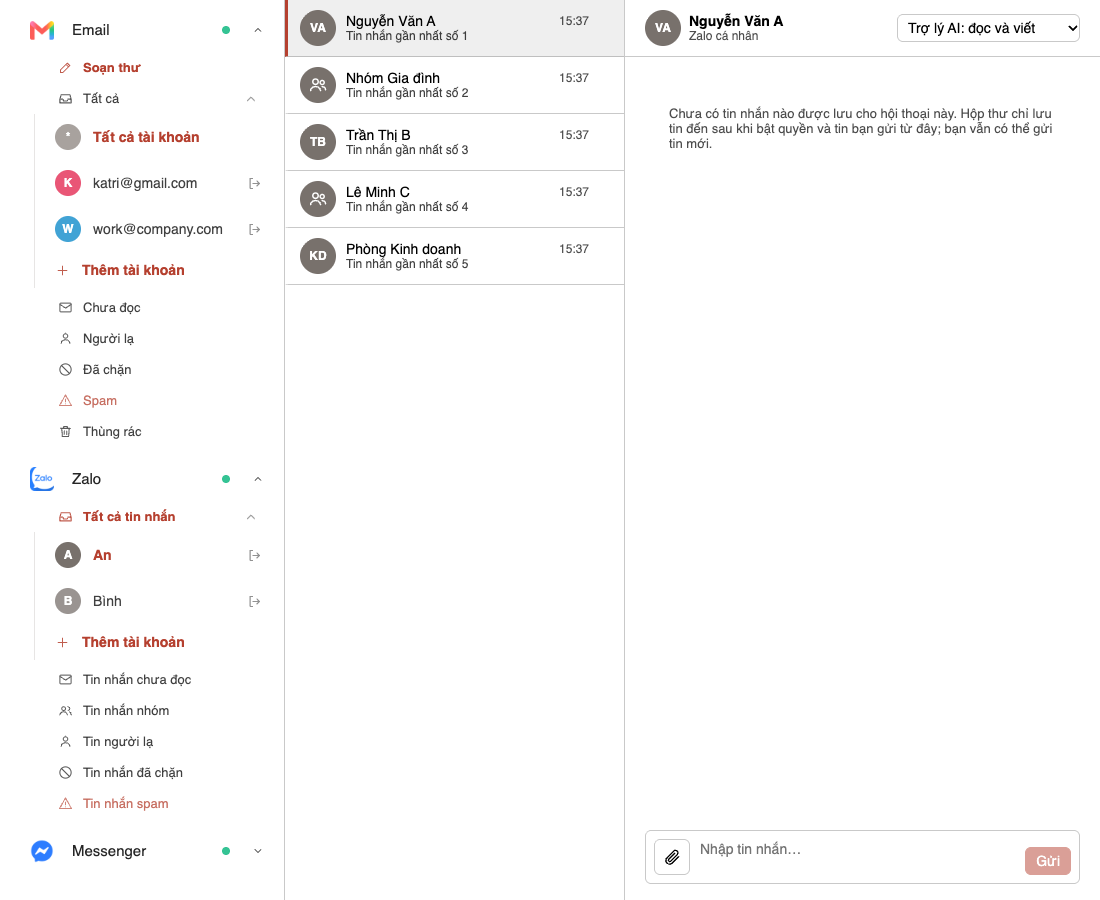 Email
Soạn thư
Tất cả
*
Tất cả tài khoản
K
katri@gmail.com
W
work@company.com
+ Thêm tài khoản
Chưa đọc
Người lạ
Đã chặn
Spam
Thùng rác
Zalo
Zalo
Tất cả tin nhắn
A
An
B
Bình
+ Thêm tài khoản
Tin nhắn chưa đọc
Tin nhắn nhóm
Tin người lạ
Tin nhắn đã chặn
Tin nhắn spam
Messenger
VA
Nguyễn Văn A
15:37
Tin nhắn gần nhất số 1
Nhóm Gia đình
15:37
Tin nhắn gần nhất số 2
TB
Trần Thị B
15:37
Tin nhắn gần nhất số 3
Lê Minh C
15:37
Tin nhắn gần nhất số 4
KD
Phòng Kinh doanh
15:37
Tin nhắn gần nhất số 5
VA
Nguyễn Văn A
Zalo cá nhân
Trợ lý AI: đọc và viết
Chưa có tin nhắn nào được lưu cho hội thoại này. Hộp thư chỉ lưu
tin đến sau khi bật quyền và tin bạn gửi từ đây; bạn vẫn có thể gửi
tin mới.
Nhập tin nhắn…
Gửi